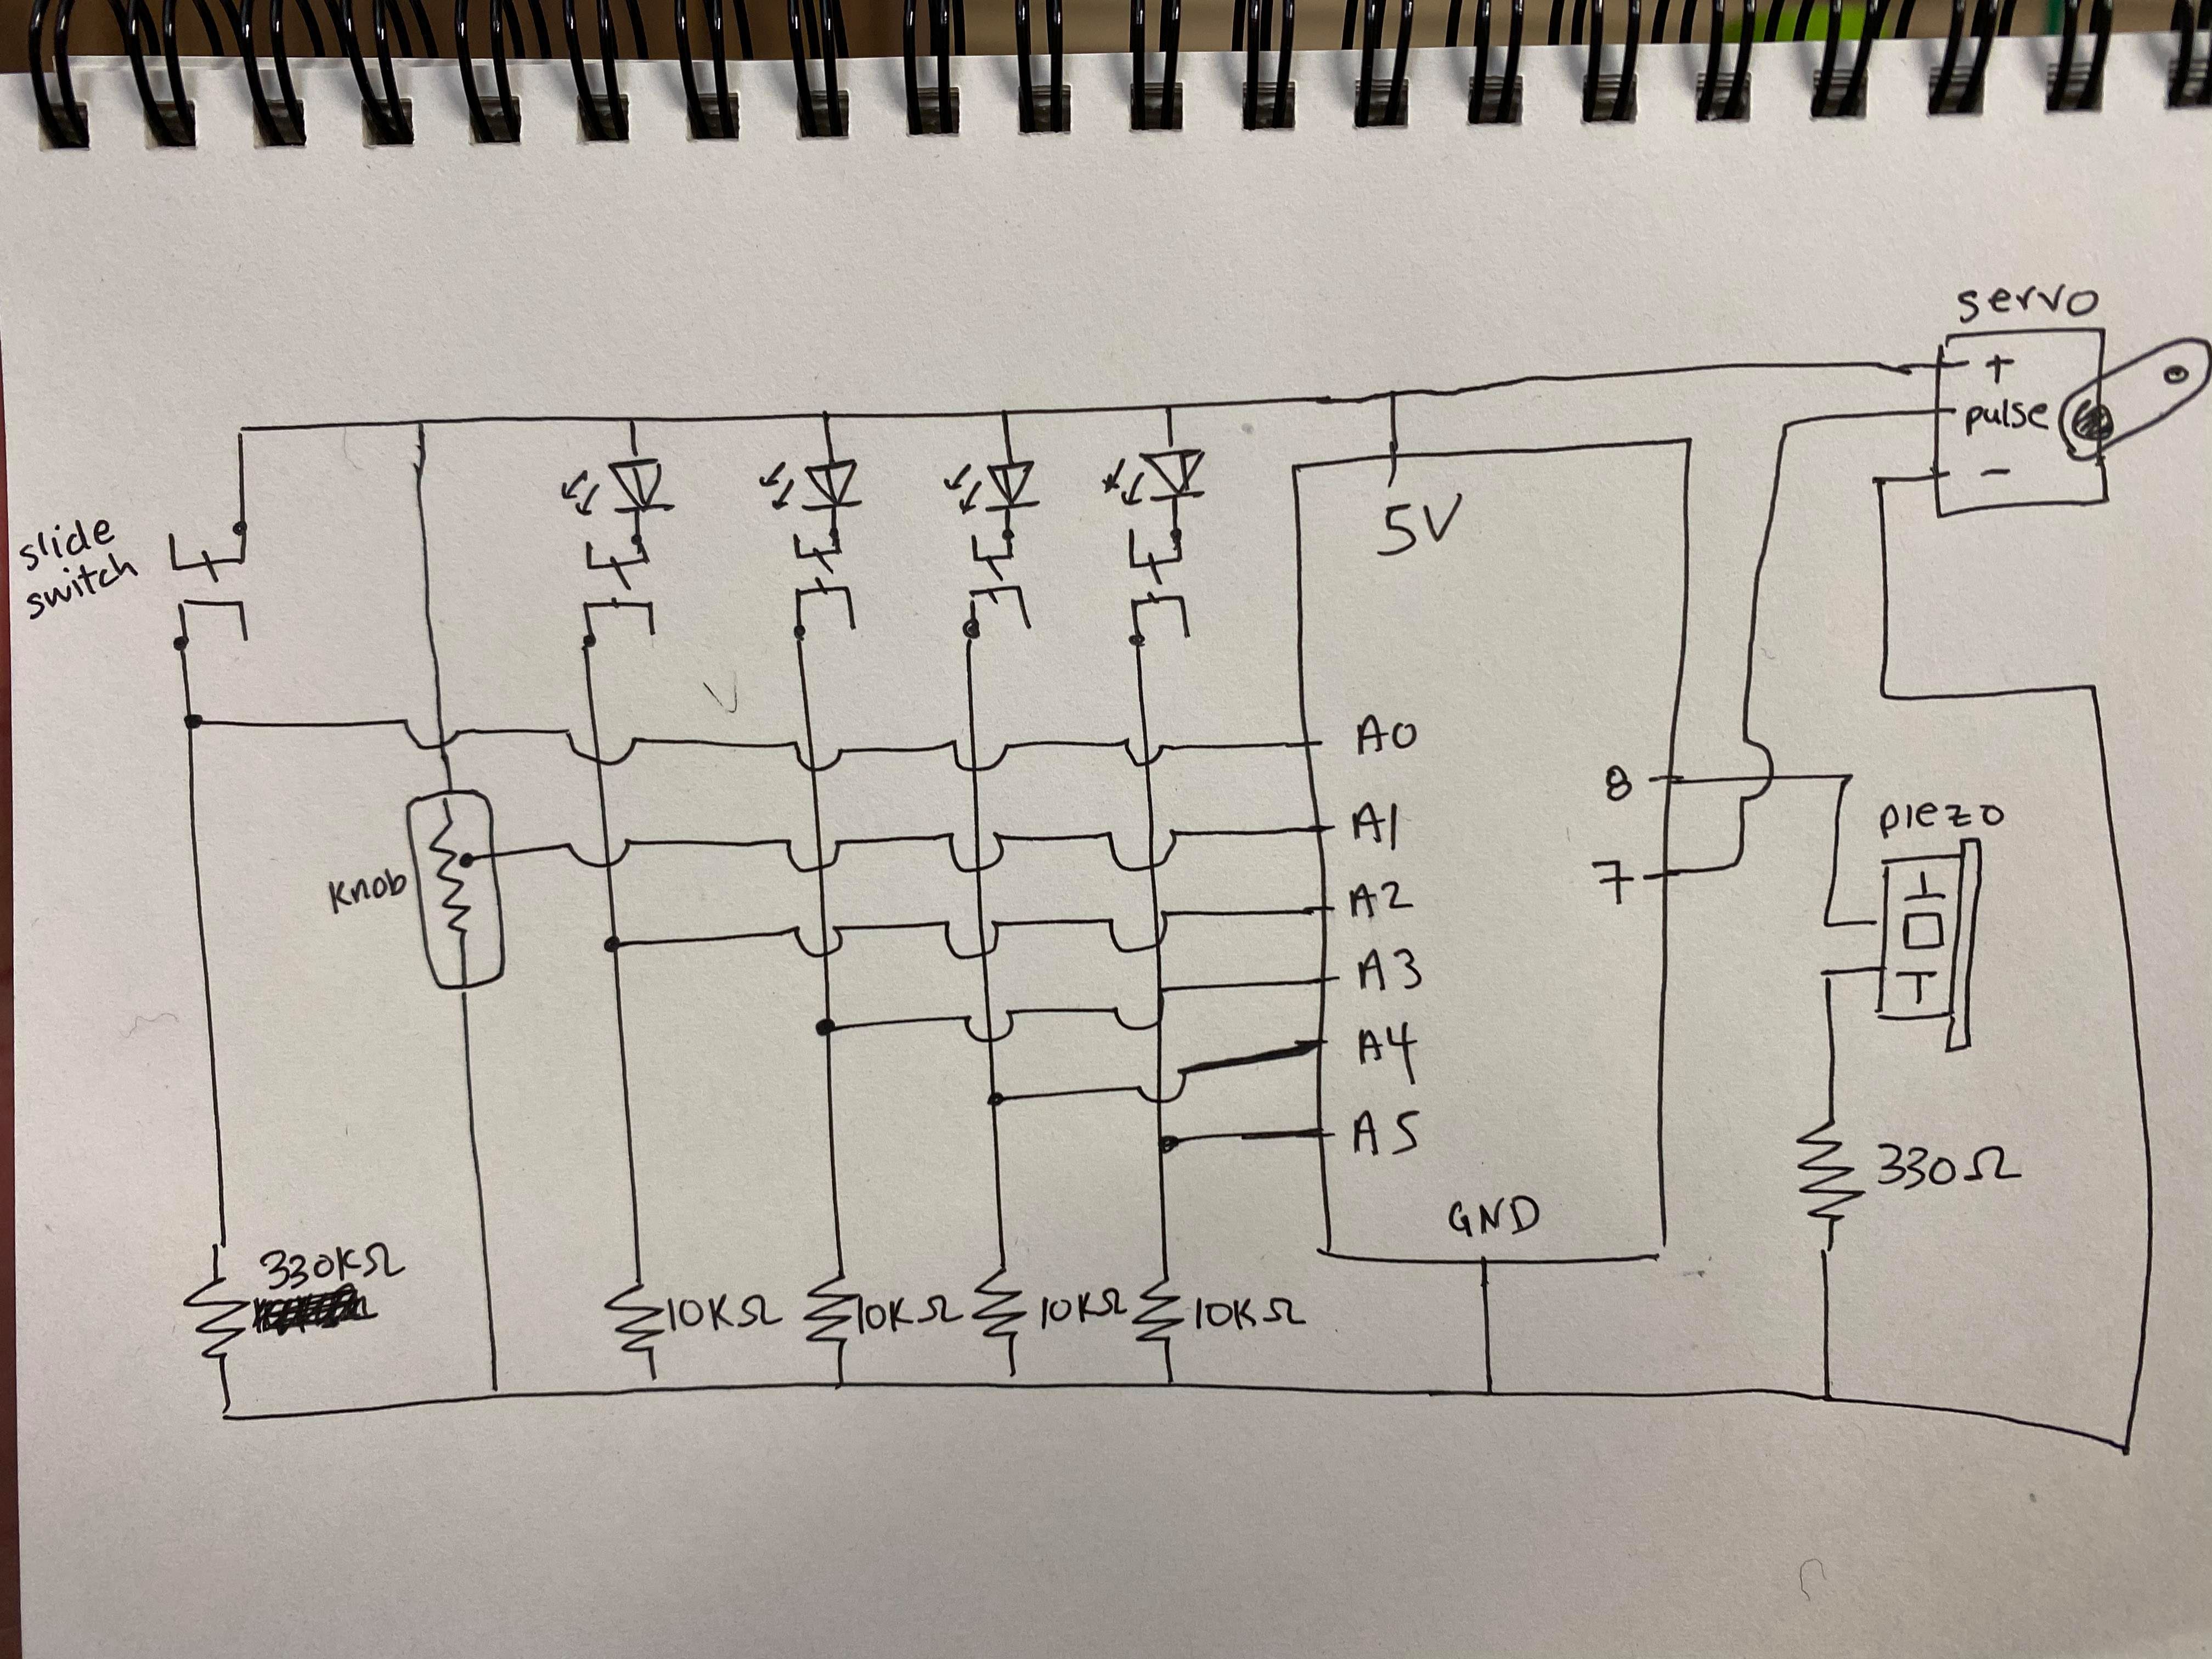 servo
+
pulse
-
slide
switch
5V
A0
8
A1
piezo
Knob
7
A2
A3
A4
A5
330Ω
GND
330KΩ
10KΩ
10KΩ
10KΩ
10KΩ